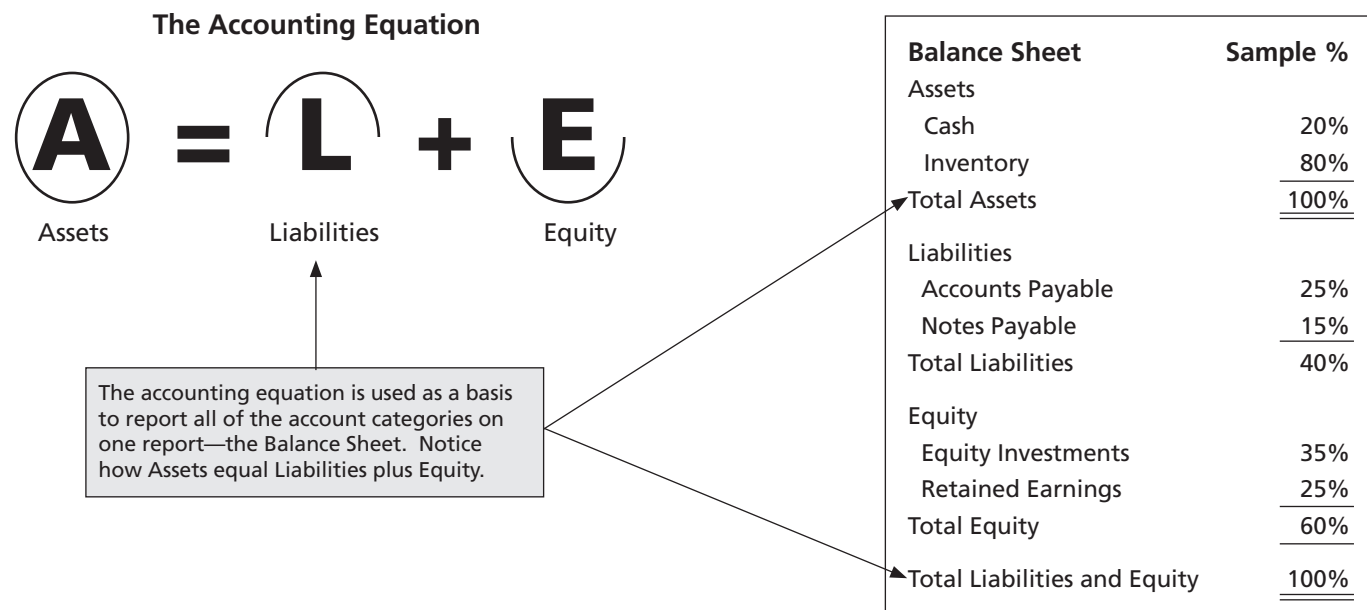 The Accounting Equation
A = L + E
Assets Liabilities Equity
The accounting equation is used as a basis
to report all of the account categories on
one report—the Balance Sheet. Notice
how Assets equal Liabilities plus Equity.
Balance Sheet Sample %
Assets
Cash 20%
Inventory 80%
Total Assets 100%
Liabilities
Accounts Payable 25%
Notes Payable 15%
Total Liabilities 40%
Equity
Equity Investments 35%
Retained Earnings 25%
Total Equity 60%
Total Liabilities and Equity 100%